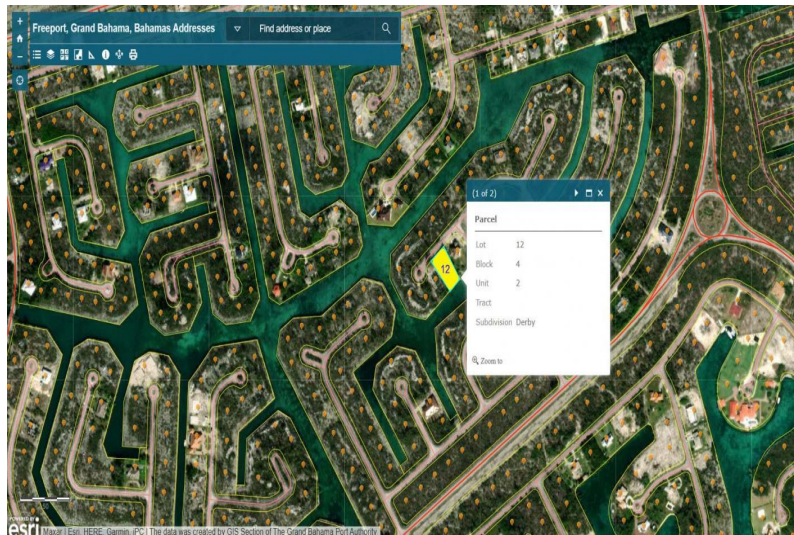 +
Freeport, Grand Bahama, Bahamas Addresses
Find address or place
−
(1 of 2)
Parcel
Lot 12
Block 4
Unit 2
Tract
Subdivision Derby
Zoom to
12
POWERED BY
esri
Maxar | Esri, HERE, Garmin, iPC | The data was created by GIS Section of The Grand Bahama Port Authority